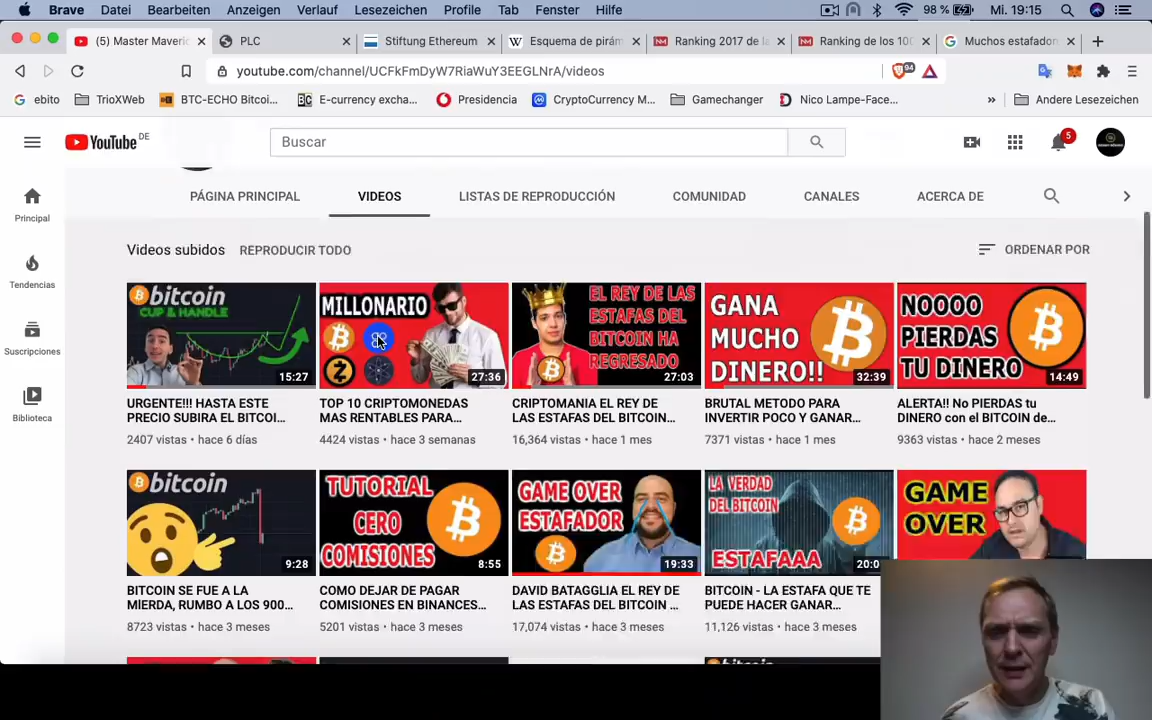 Brave Datei Bearbeiten Anzeigen Verlauf Lesezeichen Profile Tab Fenster Hilfe 98 % Mi. 19:15
(5) Master Maveric PLC Stiftung Ethereum Esquema de pirám Ranking 2017 de la Ranking de los 100 Muchos estafador
youtube.com/channel/UCFkFmDyW7RiaWuY3EEGLNrA/videos 94
ebito TrioXWeb BTC-ECHO Bitcoi... E-currency excha... Presidencia CryptoCurrency M... Gamechanger Nico Lampe-Face... » Andere Lesezeichen
YouTube DE Buscar 5
Principal
Tendencias
Suscripciones
Biblioteca
PÁGINA PRINCIPAL VIDEOS LISTAS DE REPRODUCCIÓN COMUNIDAD CANALES ACERCA DE
Videos subidos REPRODUCIR TODO ORDENAR POR
bitcoin
CUP & HANDLE
15:27
MILLONARIO
27:36
EL REY DE LAS
ESTAFAS DEL
BITCOIN HA
REGRESADO
27:03
GANA
MUCHO
DINERO!!
32:39
NOOOO
PIERDAS
TU DINERO
14:49
URGENTE!!! HASTA ESTE
PRECIO SUBIRA EL BITCOI...
2407 vistas • hace 6 días
TOP 10 CRIPTOMONEDAS
MAS RENTABLES PARA...
4424 vistas • hace 3 semanas
CRIPTOMANIA EL REY DE
LAS ESTAFAS DEL BITCOIN...
16,364 vistas • hace 1 mes
BRUTAL METODO PARA
INVERTIR POCO Y GANAR...
7371 vistas • hace 1 mes
ALERTA!! No PIERDAS tu
DINERO con el BITCOIN de...
9363 vistas • hace 2 meses
bitcoin
9:28
TUTORIAL
CERO
COMISIONES
8:55
GAME OVER
ESTAFADOR
19:33
LA VERDAD
DEL BITCOIN
ESTAFAAA
20:0
GAME
OVER
BITCOIN SE FUE A LA
MIERDA, RUMBO A LOS 900...
8723 vistas • hace 3 meses
COMO DEJAR DE PAGAR
COMISIONES EN BINANCES...
5201 vistas • hace 3 meses
DAVID BATAGGLIA EL REY DE
LAS ESTAFAS DEL BITCOIN ...
17,074 vistas • hace 3 meses
BITCOIN - LA ESTAFA QUE TE
PUEDE HACER GANAR...
11,126 vistas • hace 3 meses